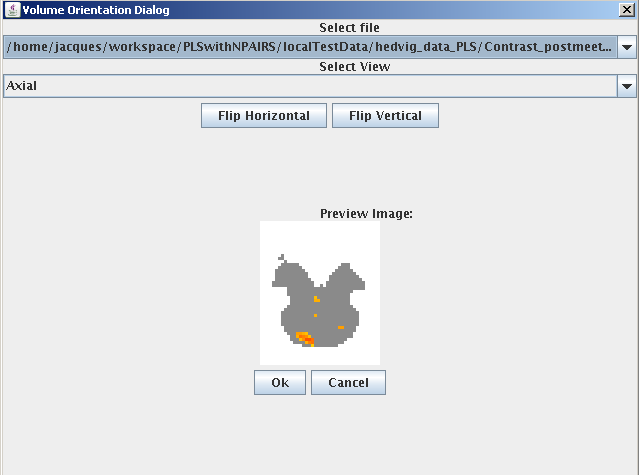 Volume Orientation Dialog
Select file
/home/jacques/workspace/PLSwithNPAIRS/localTestData/hedvig_data_PLS/Contrast_postmeet...
Select View
Axial
Flip Horizontal Flip Vertical
Preview Image:
Ok Cancel